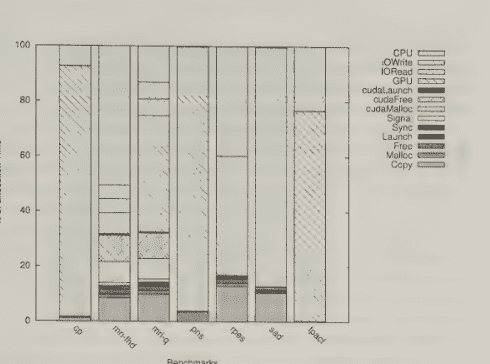 100
80
60
40
20
0
CPU
IOWrite
IORead
GPU
cudaLaunch
cudaFree
cudaMalloc
Signal
Sync
Launch
Free
Malloc
Copy
cp
mri-fhd
mri-q
pns
rpes
sad
tpacf
Benchmarks